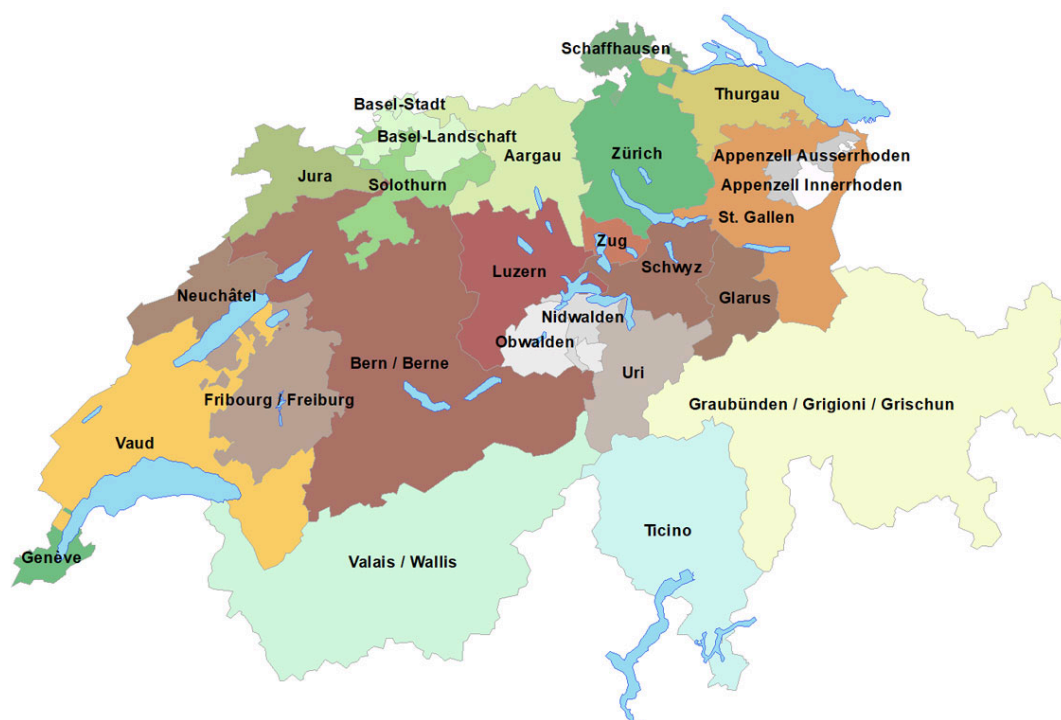 Schaffhausen
Thurgau
Basel-Stadt
Basel-Landschaft
Aargau
Zürich
Appenzell Ausserrhoden
Jura
Solothurn
Appenzell Innerrhoden
St. Gallen
Zug
Luzern
Schwyz
Neuchâtel
Glarus
Nidwalden
Obwalden
Bern / Berne
Uri
Fribourg / Freiburg
Graubünden / Grigioni / Grischun
Vaud
Ticino
Genève
Valais / Wallis